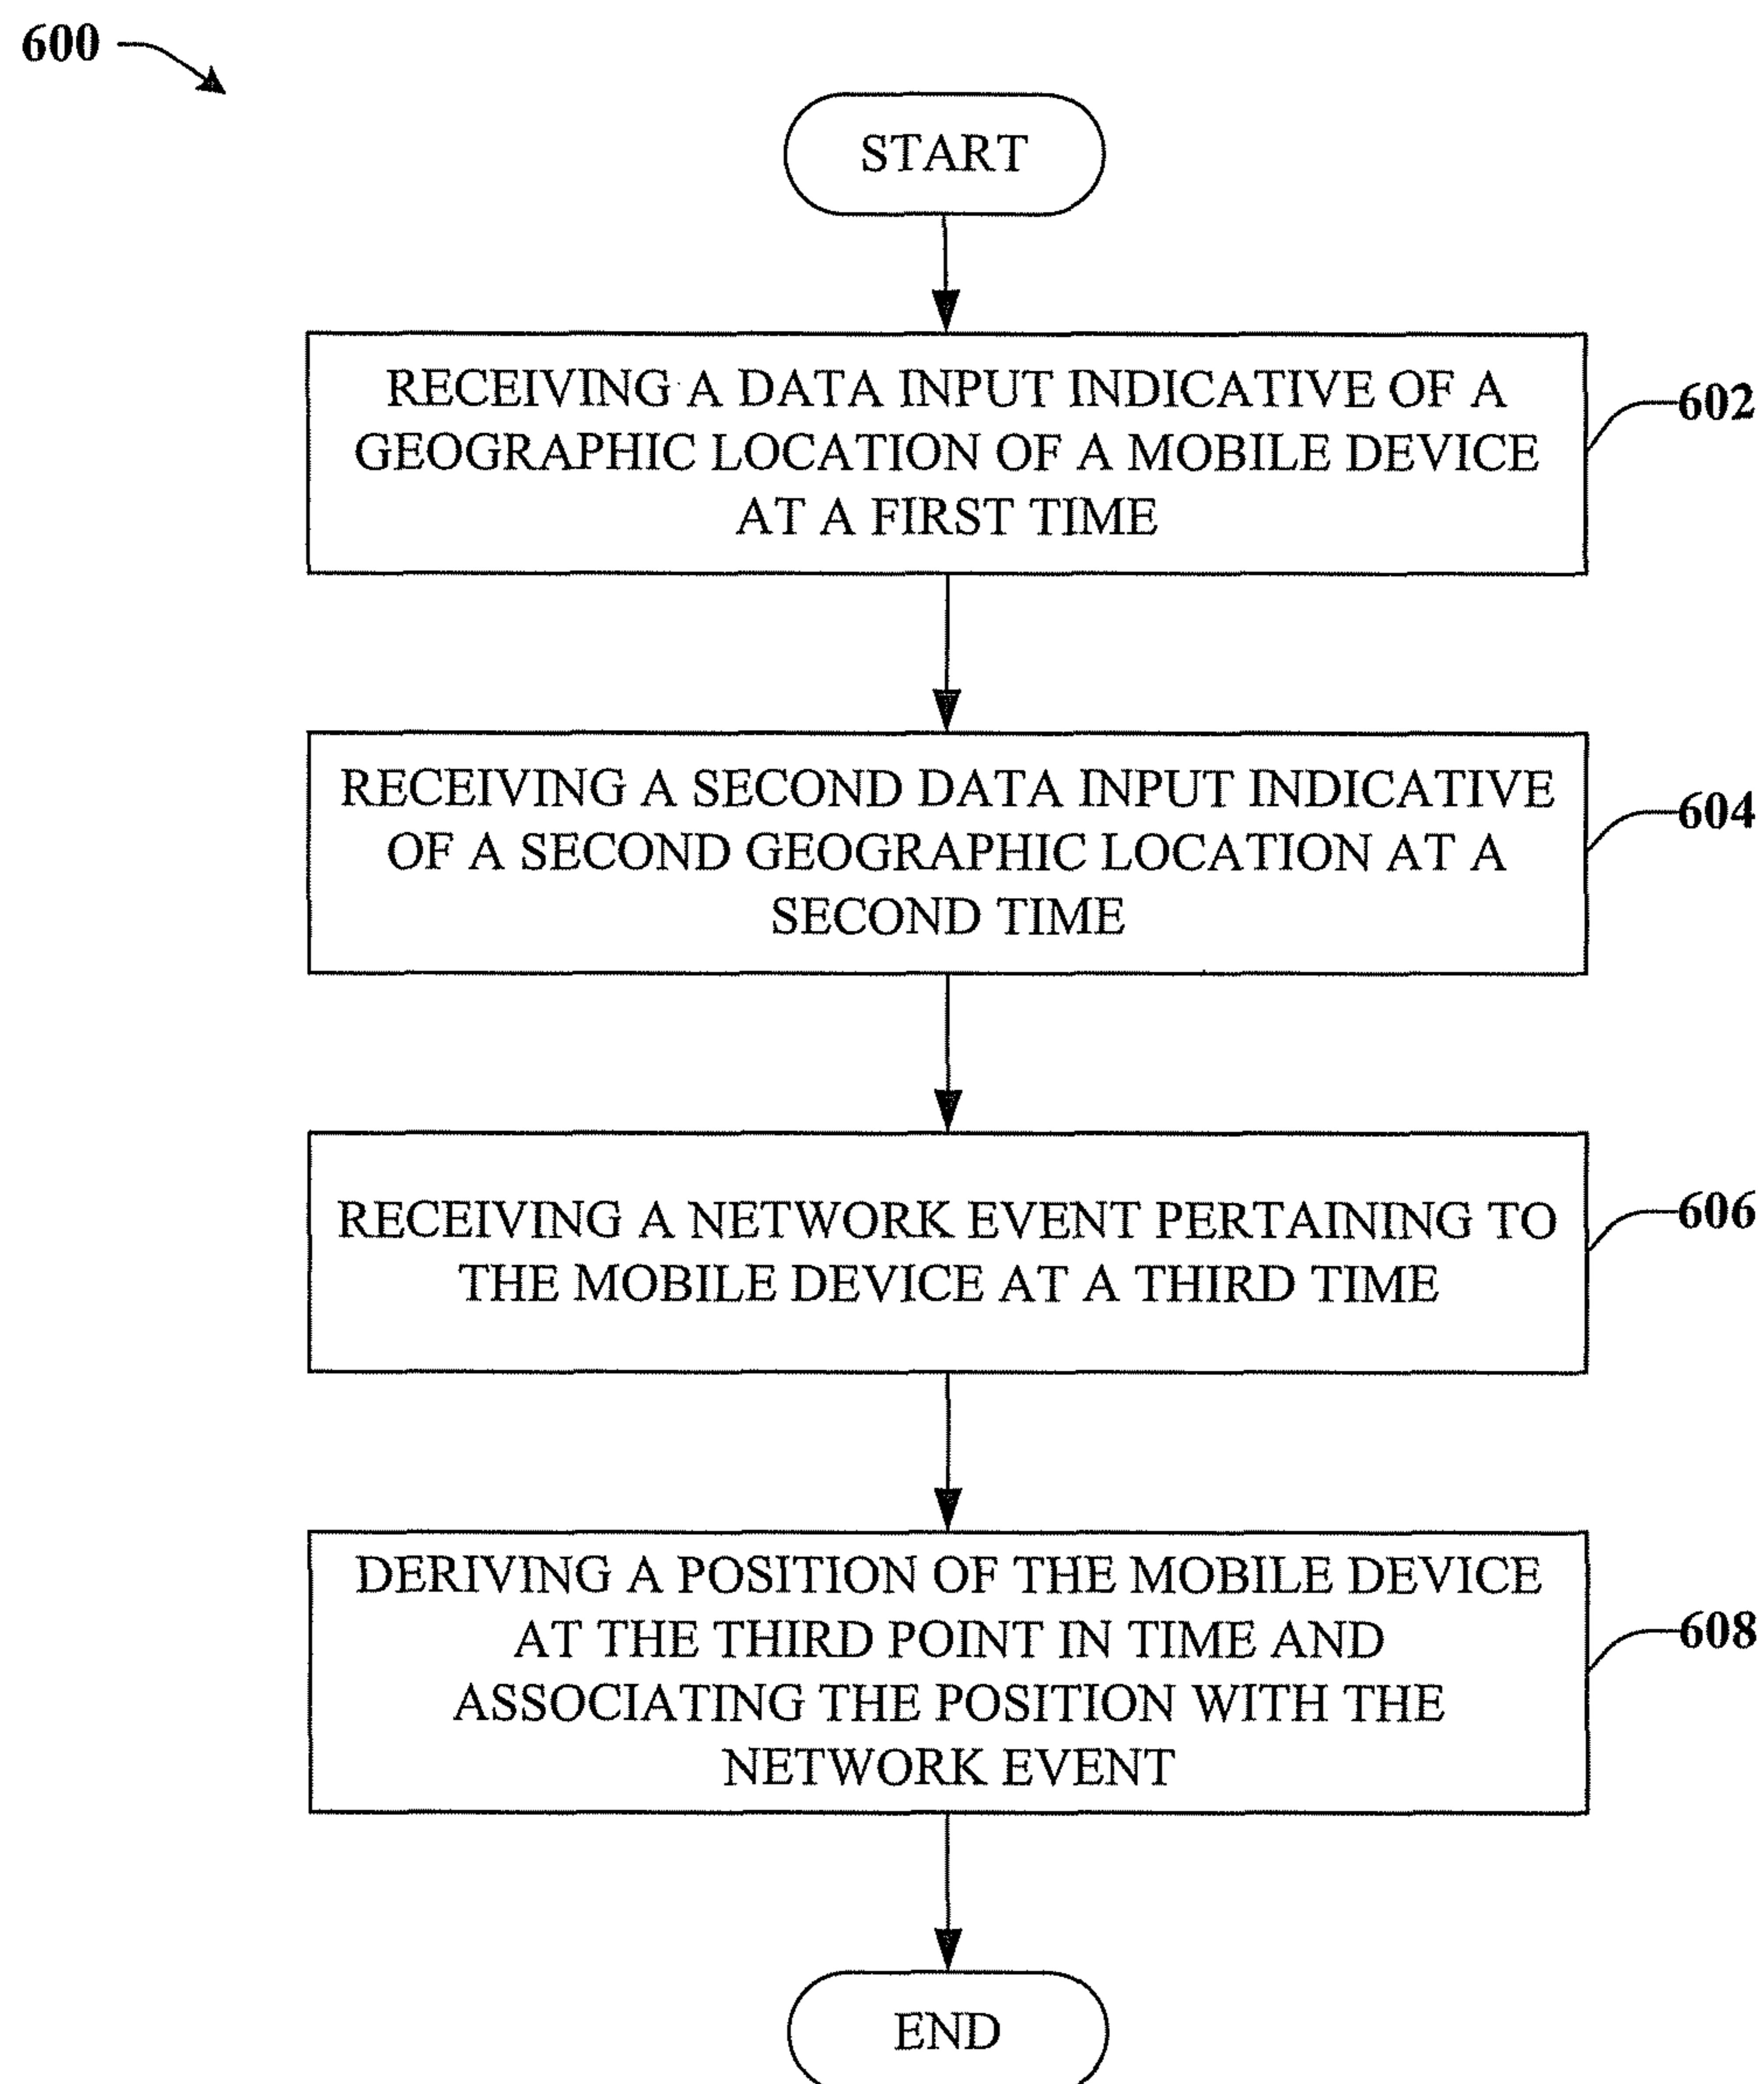 600
START
RECEIVING A DATA INPUT INDICATIVE OF A
GEOGRAPHIC LOCATION OF A MOBILE DEVICE
AT A FIRST TIME
602
RECEIVING A SECOND DATA INPUT INDICATIVE
OF A SECOND GEOGRAPHIC LOCATION AT A
SECOND TIME
604
RECEIVING A NETWORK EVENT PERTAINING TO
THE MOBILE DEVICE AT A THIRD TIME
606
DERIVING A POSITION OF THE MOBILE DEVICE
AT THE THIRD POINT IN TIME AND
ASSOCIATING THE POSITION WITH THE
NETWORK EVENT
608
END